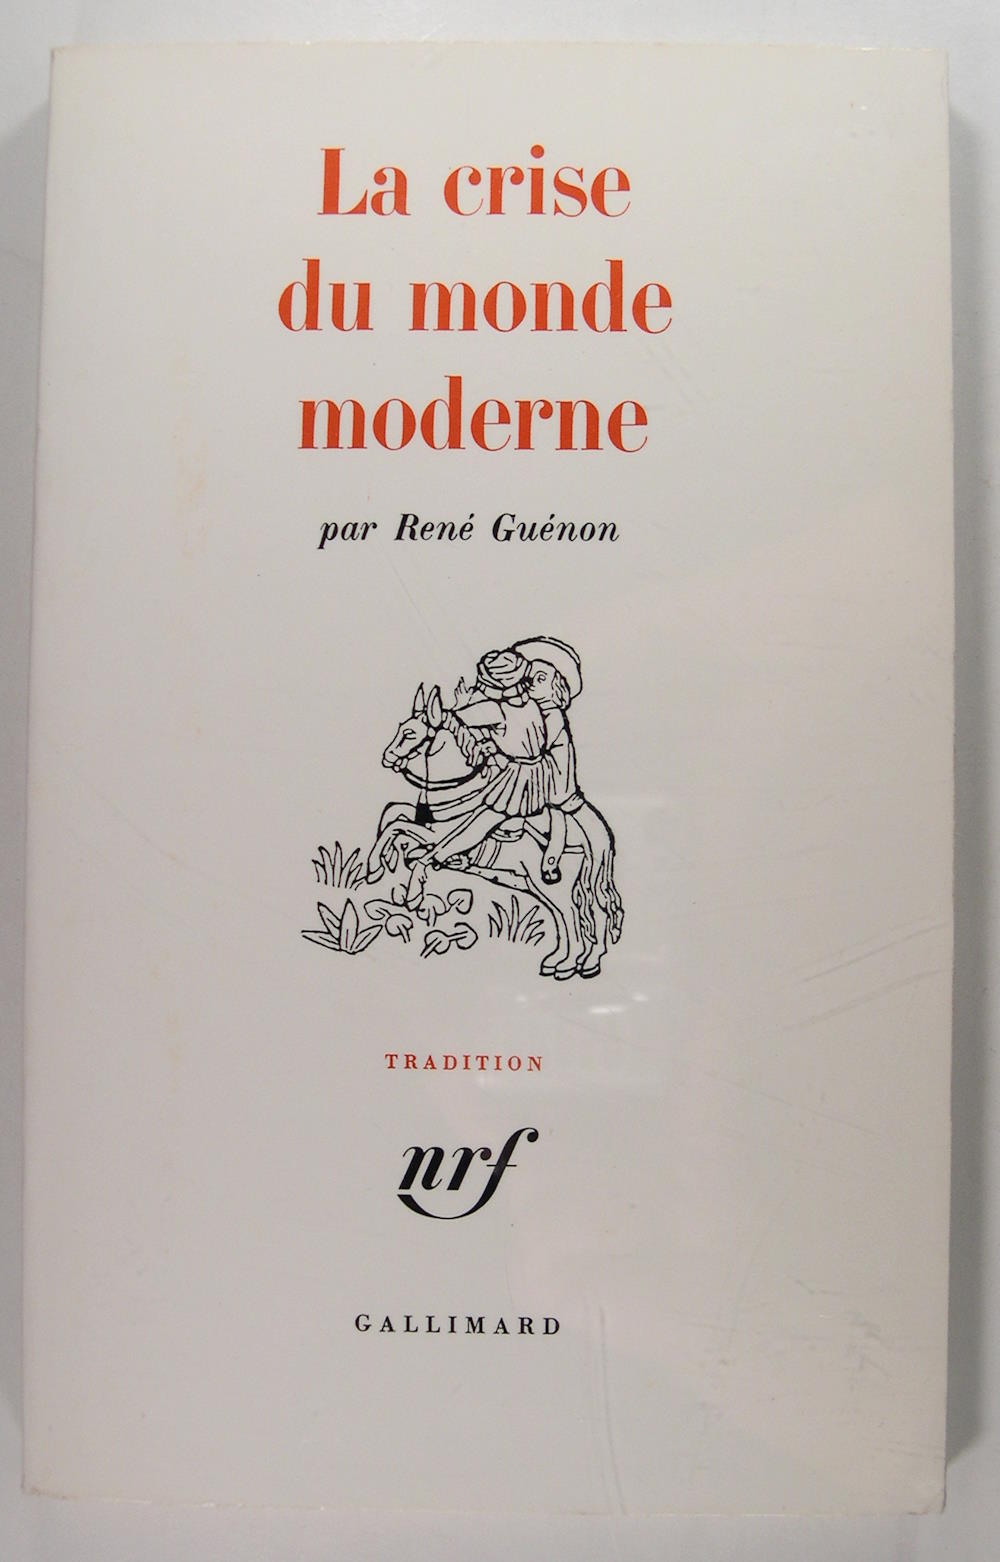 La crise
du monde
moderne
par René Guénon
TRADITION
nrf
GALLIMARD